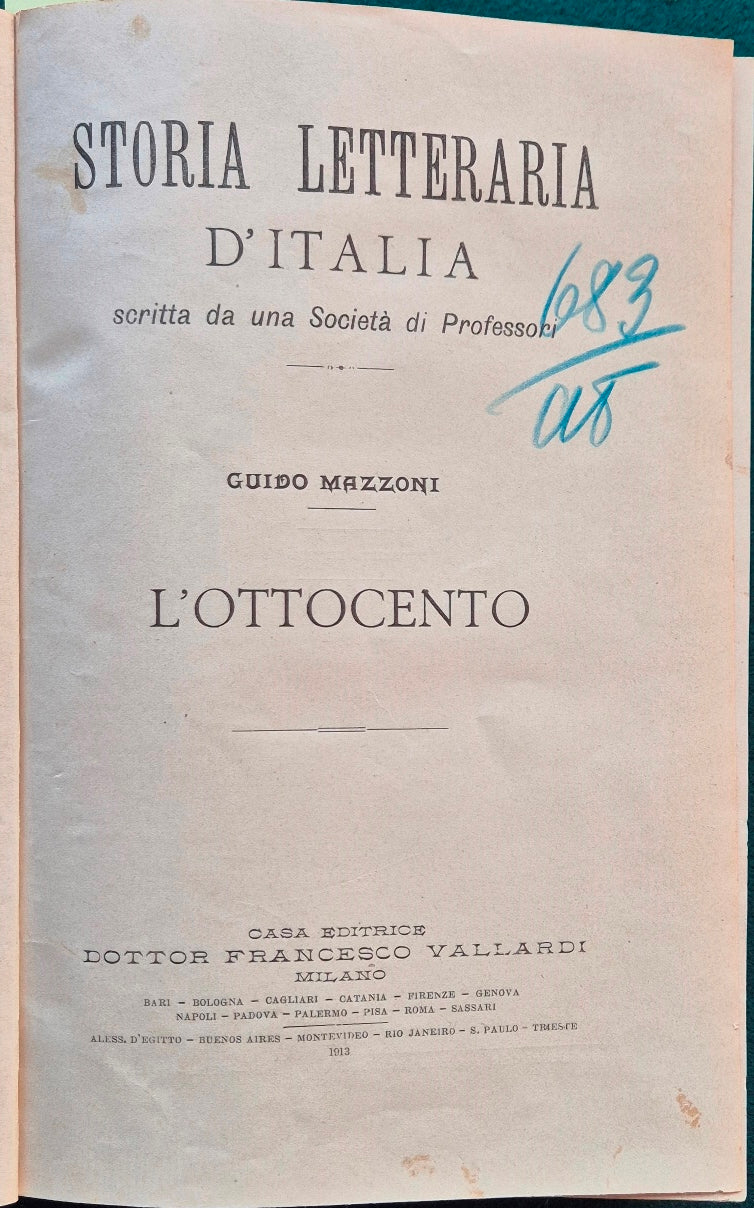 STORIA LETTERARIA
D'ITALIA
scritta da una Società di Professori
683
GUIDO MAZZONI
L'OTTOCENTO
CASA EDITRICE
DOTTOR FRANCESCO VALLARDI
MILANO
BARI – BOLOGNA – CAGLIARI – CATANIA – FIRENZE – GENOVA
NAPOLI – PADOVA – PALERMO – PISA – ROMA – SASSARI
ALESS. D'EGITTO – BUENOS AIRES – MONTEVIDEO – RIO JANEIRO – S. PAULO – TRIESTE
1913